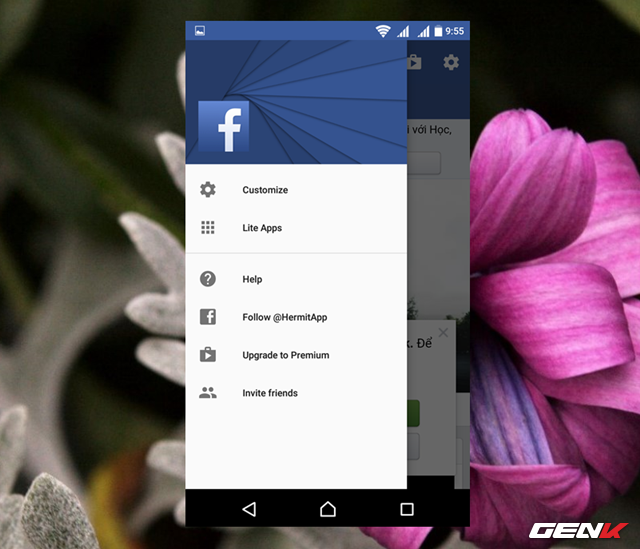 9:55
f
i với Học,
Customize
Lite Apps
Help
Follow @HermitApp
x. Để
Upgrade to Premium
Invite friends
GENK